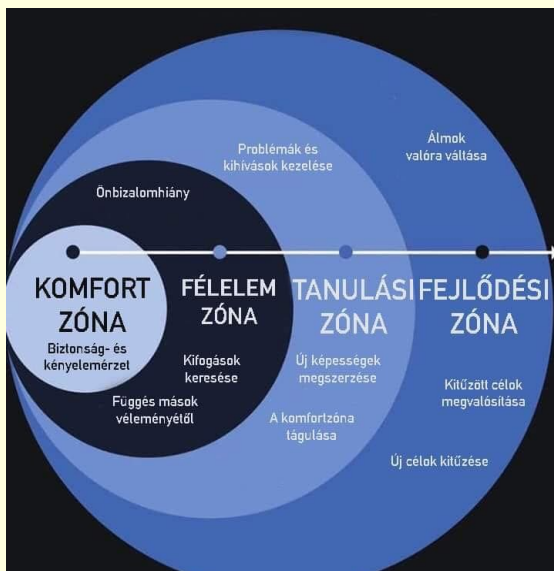 KOMFORT
ZÓNA
Biztonság- és
kényelemérzet
Önbizalomhiány
FÉLELEM
ZÓNA
Kifogások
keresése
Függés mások
véleményétől
Problémák és
kihívások kezelése
TANULÁSI
ZÓNA
Új képességek
megszerzése
A komfortzóna
tágulása
Álmok
valóra váltása
FEJLŐDÉSI
ZÓNA
Kitűzött célok
megvalósítása
Új célok kitűzése